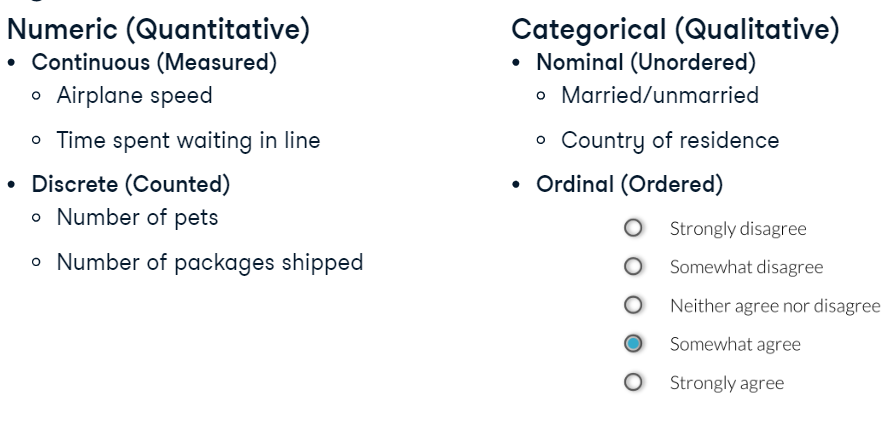 Numeric (Quantitative)
• Continuous (Measured)
○ Airplane speed
○ Time spent waiting in line
• Discrete (Counted)
○ Number of pets
○ Number of packages shipped
Categorical (Qualitative)
• Nominal (Unordered)
○ Married/unmarried
○ Country of residence
• Ordinal (Ordered)
Strongly disagree
Somewhat disagree
Neither agree nor disagree
Somewhat agree
Strongly agree